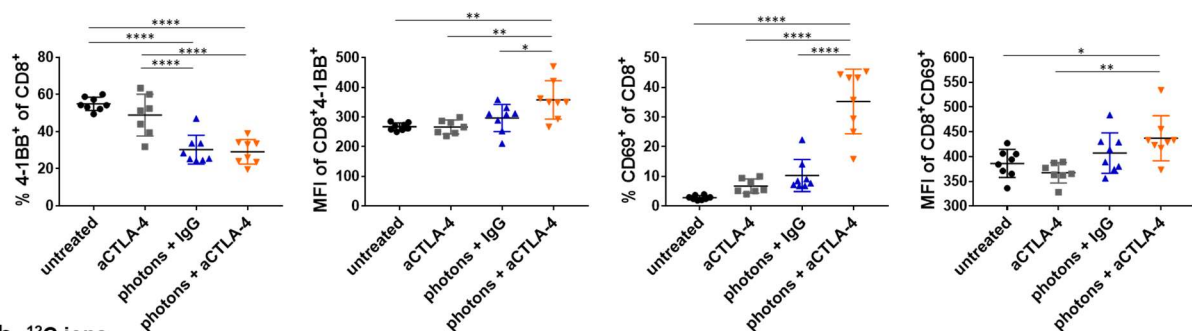 % 4-1BB+ of CD8+
80
60
40
20
0
****
****
****
****
untreated
aCTLA-4
photons + IgG
photons + aCTLA-4
MFI of CD8+4-1BB+
500
400
300
200
100
0
**
**
*
untreated
aCTLA-4
photons + IgG
photons + aCTLA-4
% CD69+ of CD8+
50
40
30
20
10
0
****
****
****
untreated
aCTLA-4
photons + IgG
photons + aCTLA-4
MFI of CD8+CD69+
600
550
500
450
400
350
300
*
**
untreated
aCTLA-4
photons + IgG
photons + aCTLA-4